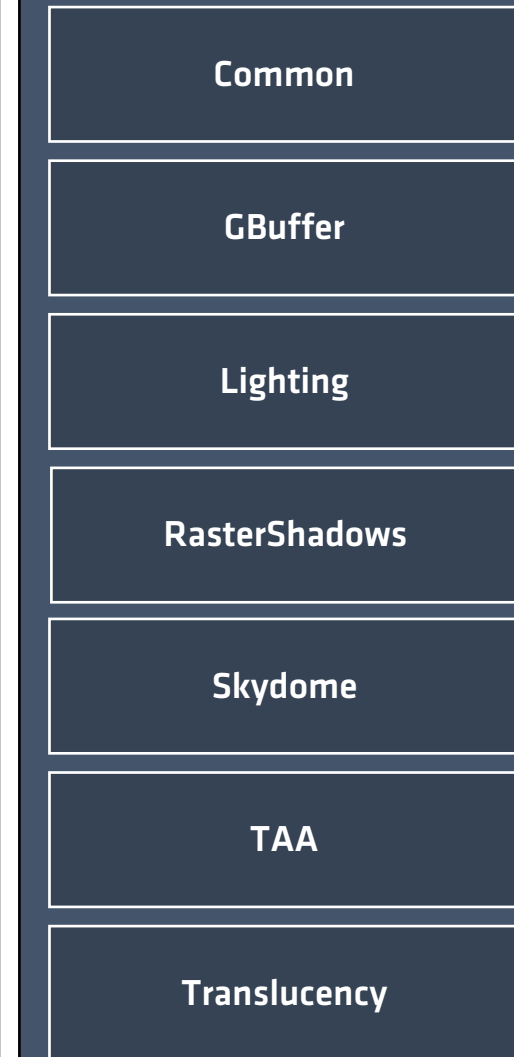 Common
GBuffer
Lighting
RasterShadows
Skydome
TAA
Translucency